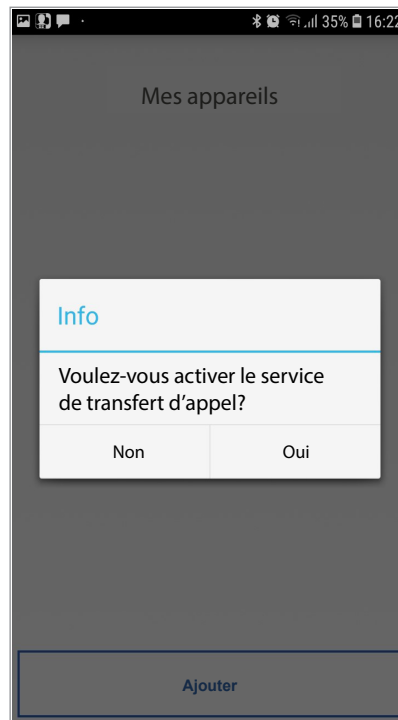 35% 16:22
Mes appareils
Info
Voulez-vous activer le service
de transfert d'appel?
Non Oui
Ajouter